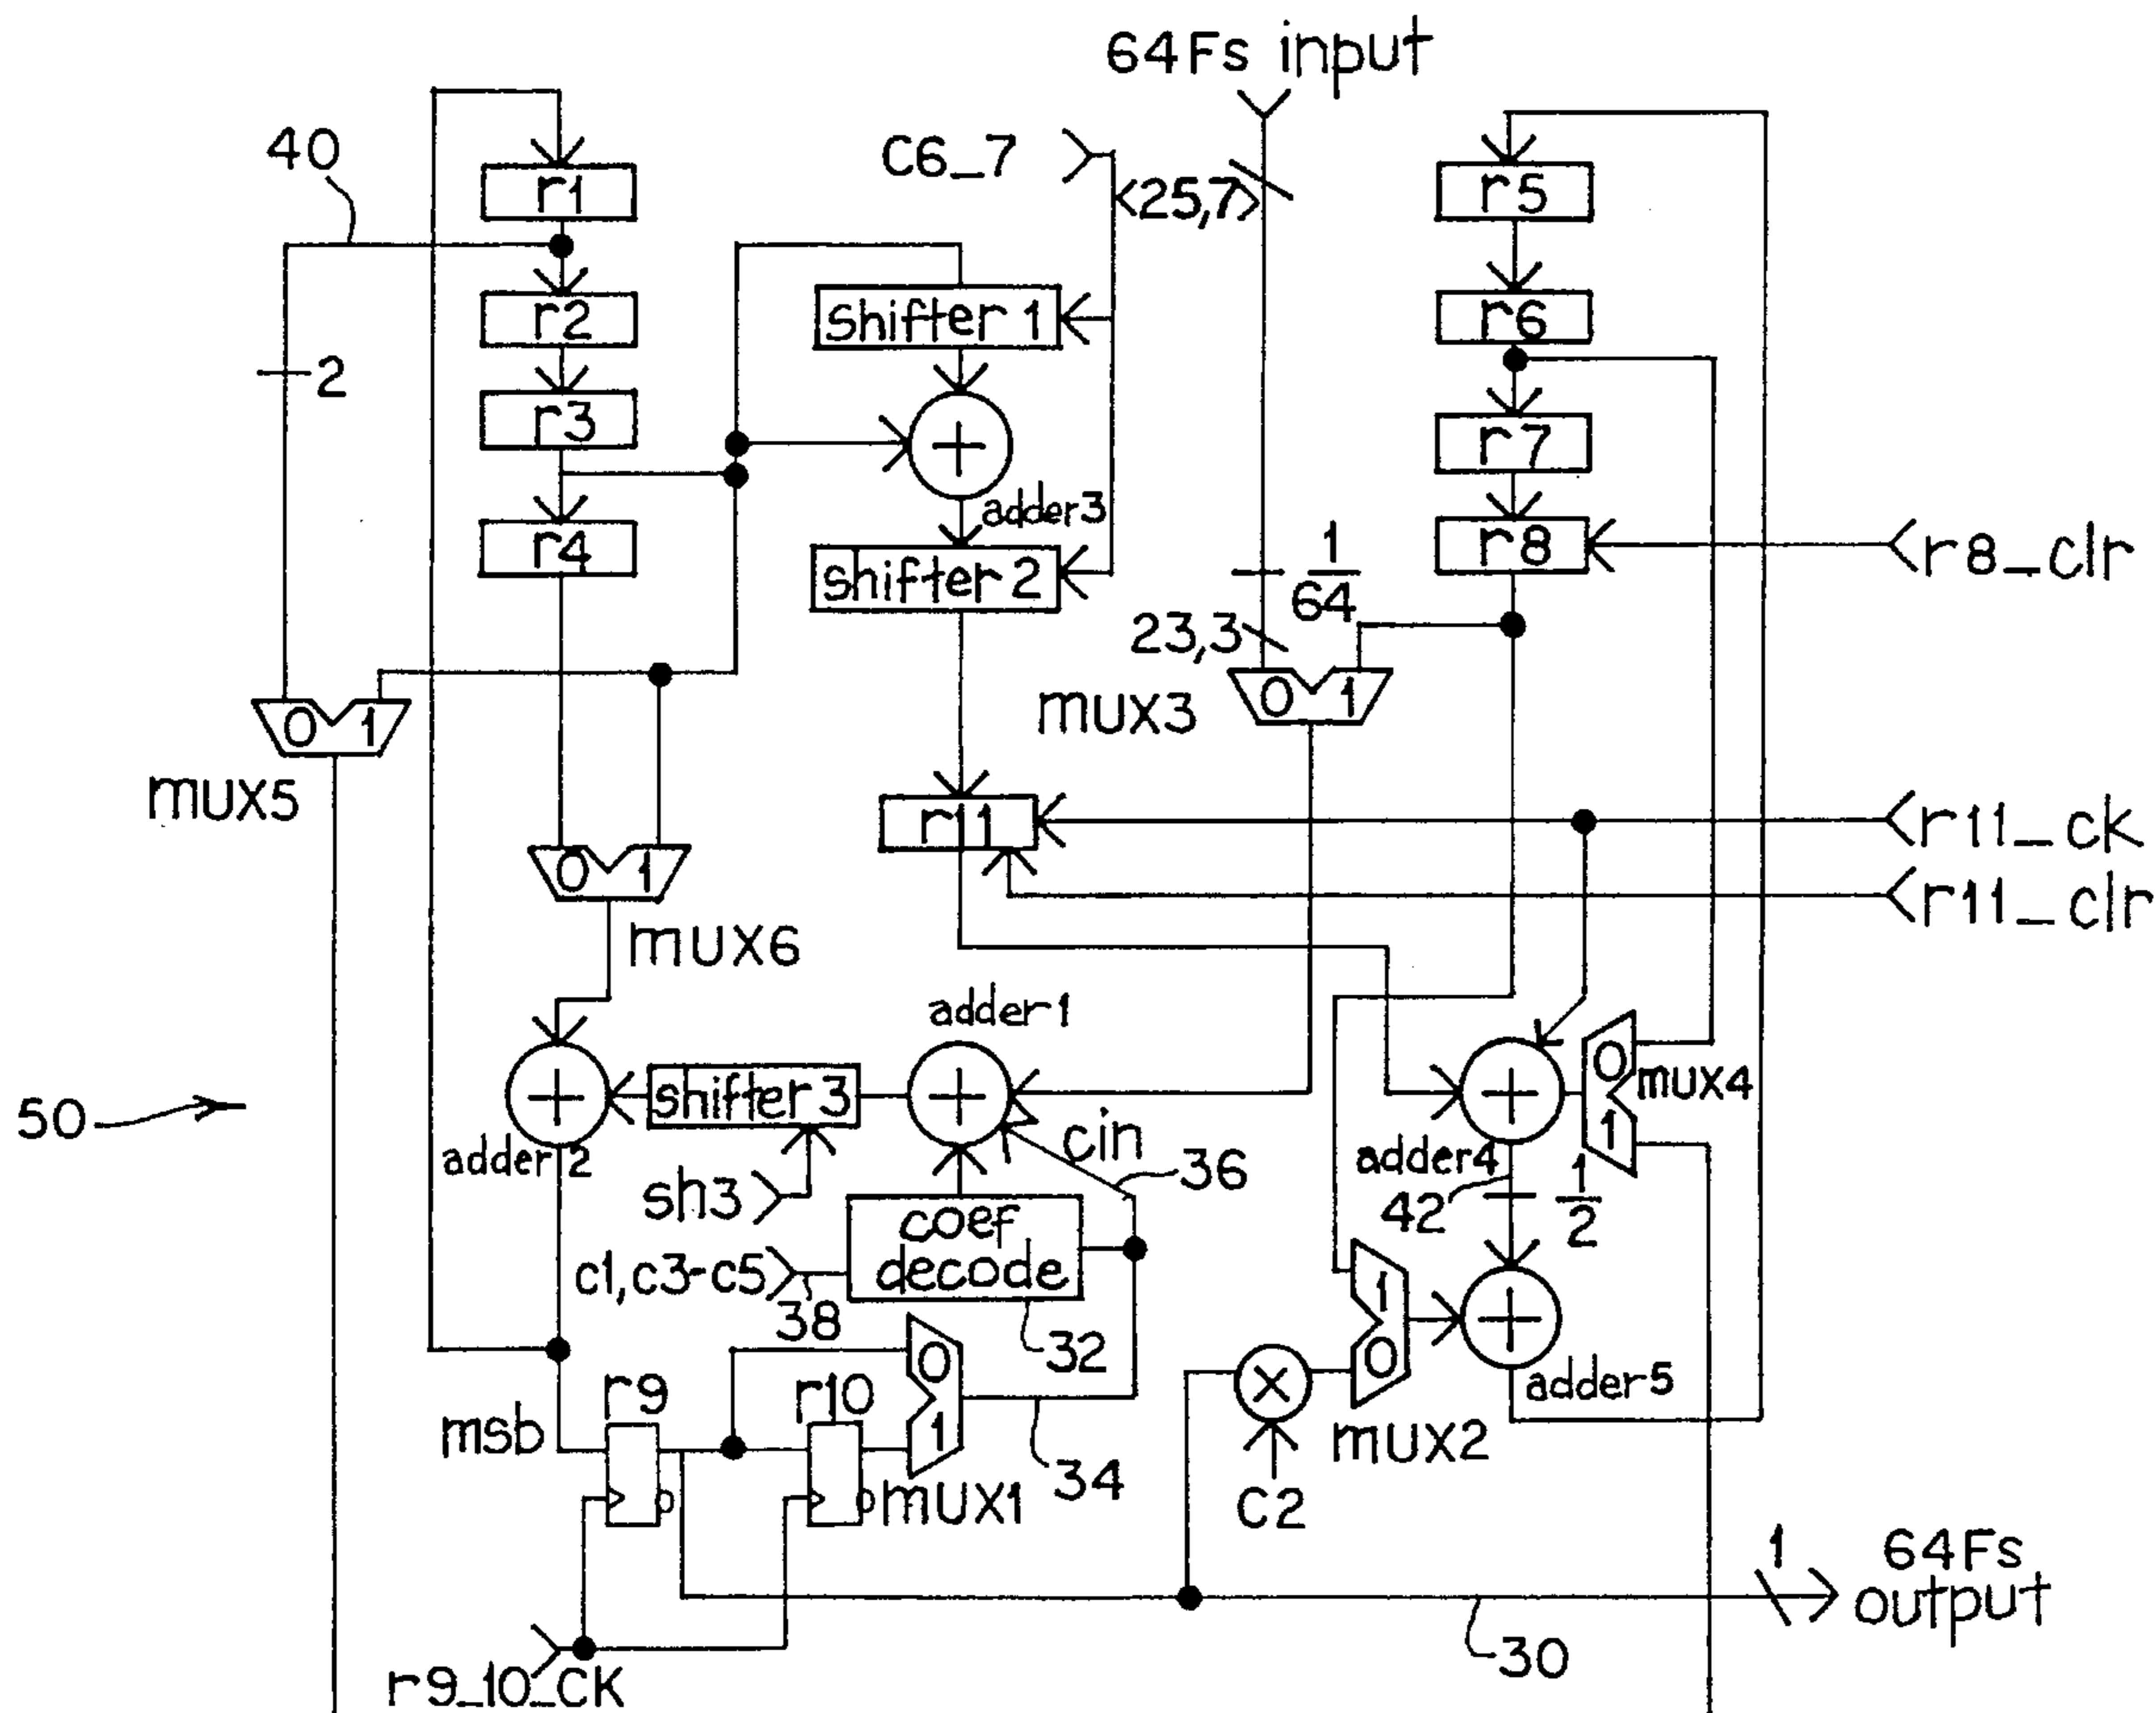 64Fs input
40
C6_7
<25,7>
r1
r5
r2
shifter 1
r6
2
r3
+
r7
adder3
r4
shifter 2
r8
<r8_clr
1
64
23,3
0 1
mux3
0 1
mux5
r11
<r11_ck
<r11_clr
0 1
mux6
adder1
50
+
shifter 3
+
+
0
1
mux4
adder 2
cin
36
adder4
sh3
42
1
2
coef
decode
c1,c3-c5
38
32
1
0
+
adder5
×
mux2
C2
r9
r10
0
1
msb
mux1
34
1
64Fs
output
30
r9_10_CK